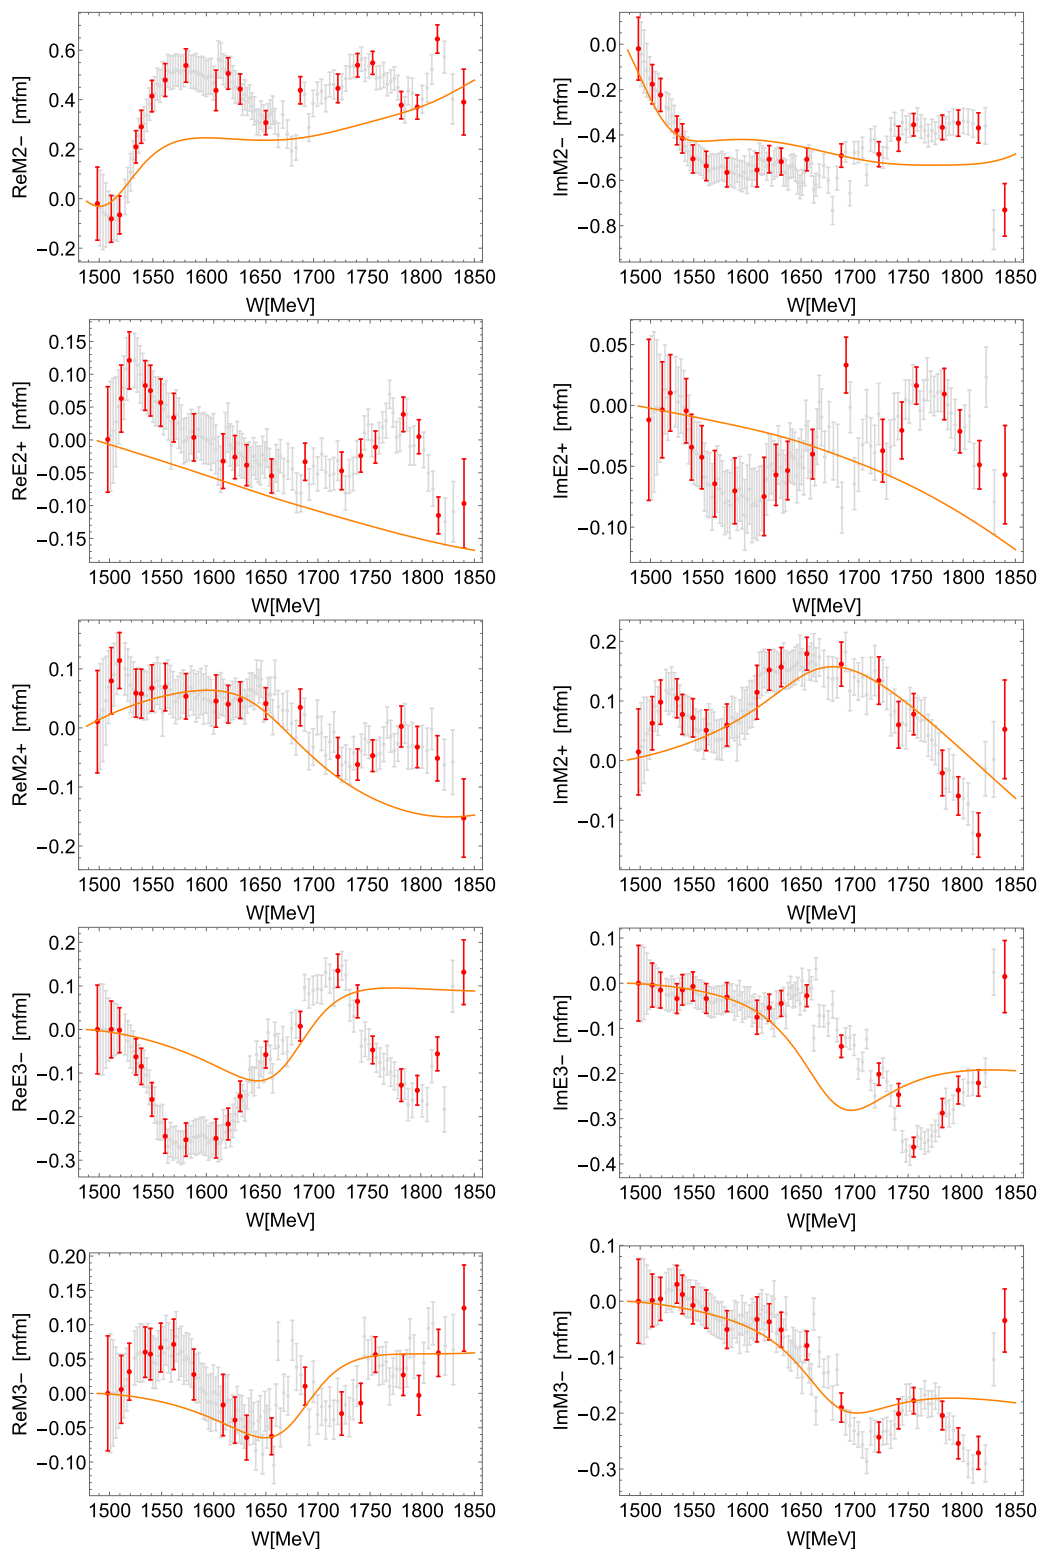 ReM2− [mfm]
0.6
0.4
0.2
0.0
−0.2
1500 1550 1600 1650 1700 1750 1800 1850
W[MeV]
ImM2− [mfm]
0.0
−0.2
−0.4
−0.6
−0.8
1500 1550 1600 1650 1700 1750 1800 1850
W[MeV]
ReE2+ [mfm]
0.15
0.10
0.05
0.00
−0.05
−0.10
−0.15
1500 1550 1600 1650 1700 1750 1800 1850
W[MeV]
ImE2+ [mfm]
0.05
0.00
−0.05
−0.10
1500 1550 1600 1650 1700 1750 1800 1850
W[MeV]
ReM2+ [mfm]
0.1
0.0
−0.1
−0.2
1500 1550 1600 1650 1700 1750 1800 1850
W[MeV]
ImM2+ [mfm]
0.2
0.1
0.0
−0.1
1500 1550 1600 1650 1700 1750 1800 1850
W[MeV]
ReE3− [mfm]
0.2
0.1
0.0
−0.1
−0.2
−0.3
1500 1550 1600 1650 1700 1750 1800 1850
W[MeV]
ImE3− [mfm]
0.1
0.0
−0.1
−0.2
−0.3
−0.4
1500 1550 1600 1650 1700 1750 1800 1850
W[MeV]
ReM3− [mfm]
0.20
0.15
0.10
0.05
0.00
−0.05
−0.10
1500 1550 1600 1650 1700 1750 1800 1850
W[MeV]
ImM3− [mfm]
0.1
0.0
−0.1
−0.2
−0.3
1500 1550 1600 1650 1700 1750 1800 1850
W[MeV]